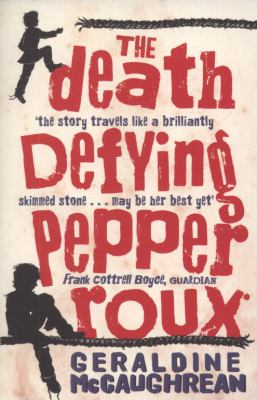 THE
death
'the story travels like a brilliantly
Defying
skimmed stone . . . may be her best yet'
pepper
Frank Cottrell Boyce, GUARDIAN
roux
GERALDINE
McCAUGHREAN